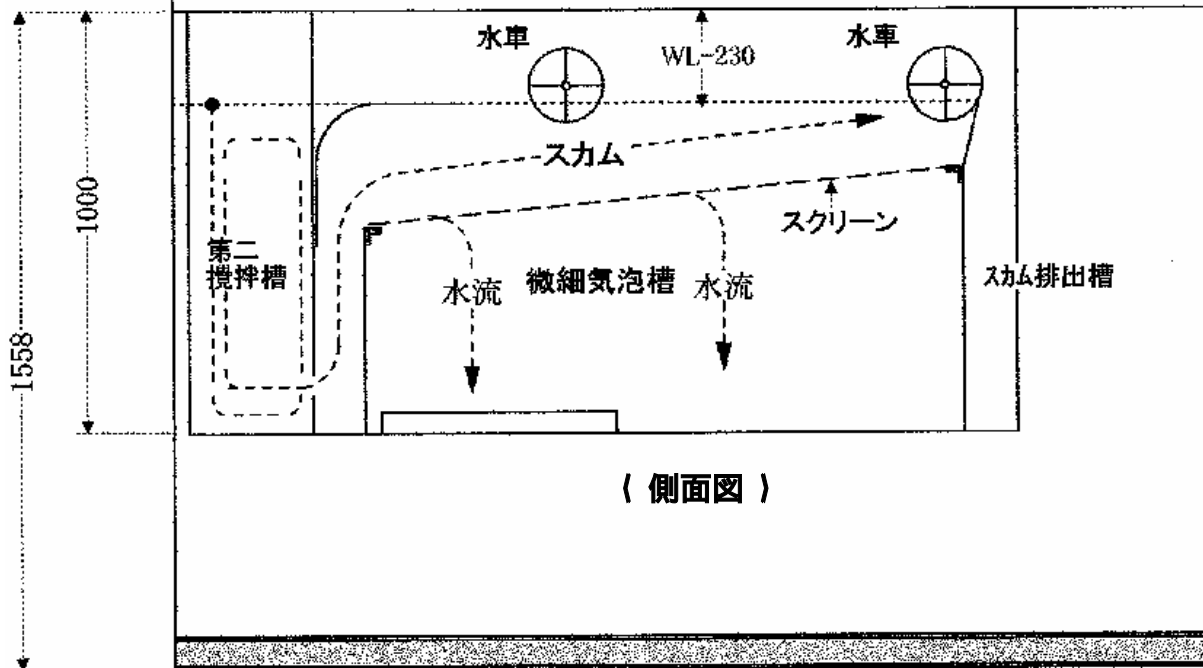 水車
水車
WL-230
スカム
1000
スクリーン
第二
攪拌槽
微細気泡槽
水流
水流
スカム排出槽
1558
( 側面図 )